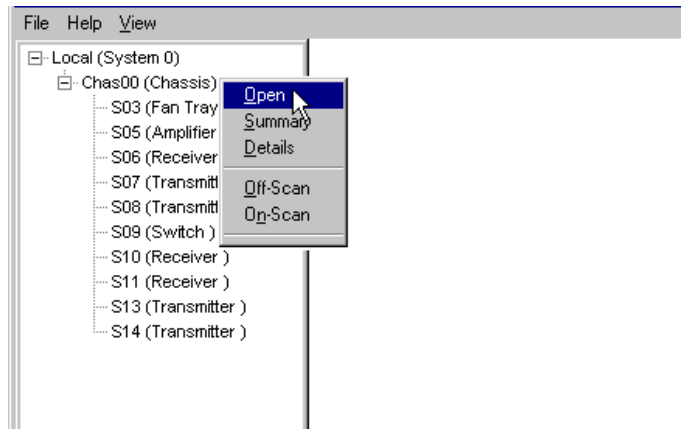 File Help View
Local (System 0)
Chas00 (Chassis)
Open
S03 (Fan Tray
Summary
S05 (Amplifier
Details
S06 (Receiver
S07 (Transmitt
Off-Scan
S08 (Transmitt
On-Scan
S09 (Switch )
S10 (Receiver )
S11 (Receiver )
S13 (Transmitter )
S14 (Transmitter )